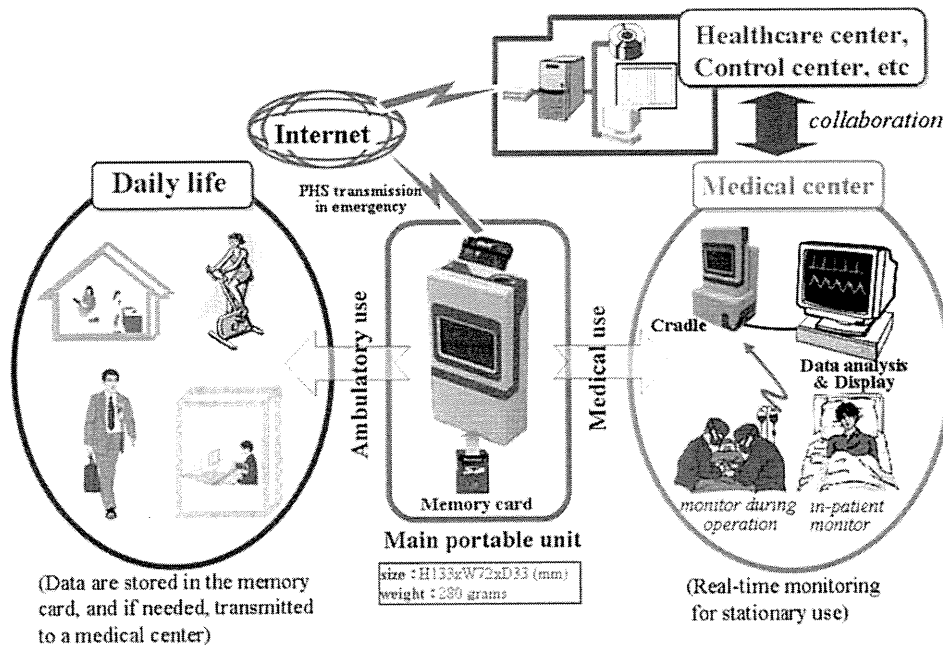 Healthcare center,
Control center, etc
collaboration
Internet
PHS transmission
in emergency
Daily life
Medical center
Ambulatory use
Medical use
Cradle
Data analysis
& Display
Memory card
monitor during
operation
in-patient
monitor
Main portable unit
size : H133xW72xD33 (mm)
weight : 280 grams
(Data are stored in the memory
card, and if needed, transmitted
to a medical center)
(Real-time monitoring
for stationary use)